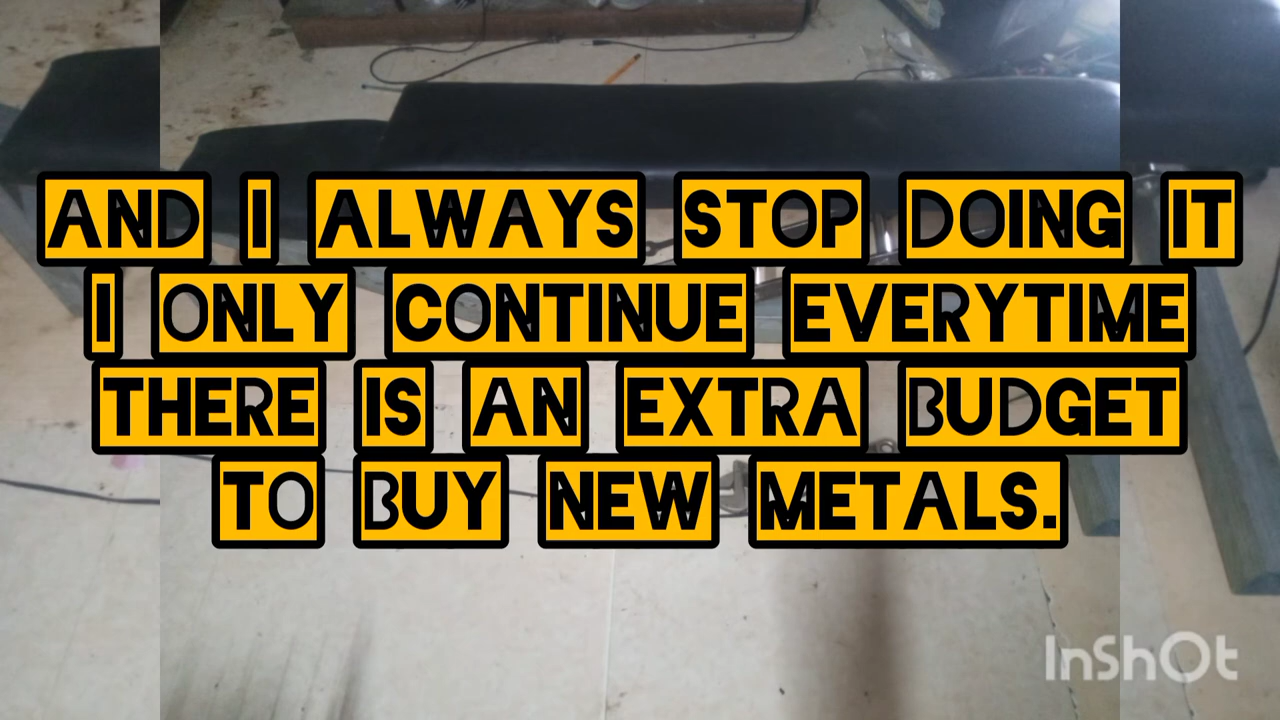 AND I ALWAYS STOP DOING IT
I ONLY CONTINUE EVERYTIME
THERE IS AN EXTRA BUDGET
TO BUY NEW METALS.
InShOt